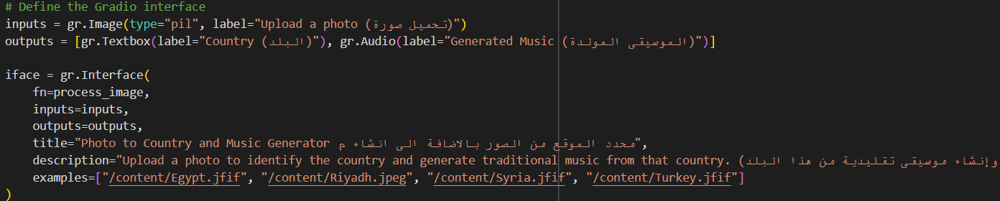 # Define the Gradio interface
inputs = gr.Image(type="pil", label="Upload a photo (تحميل صورة)")
outputs = [gr.Textbox(label="Country (البلد)"), gr.Audio(label="Generated Music (الموسيقى المولدة)")]
iface = gr.Interface(
fn=process_image,
inputs=inputs,
outputs=outputs,
title="Photo to Country and Music Generator محدد الموقع من الصور بالاضافة الى انشاء م",
description="Upload a photo to identify the country and generate traditional music from that country. (وإنشاء موسيقى تقليدية من هذا البلد
examples=["/content/Egypt.jfif", "/content/Riyadh.jpeg", "/content/Syria.jfif", "/content/Turkey.jfif"]
)